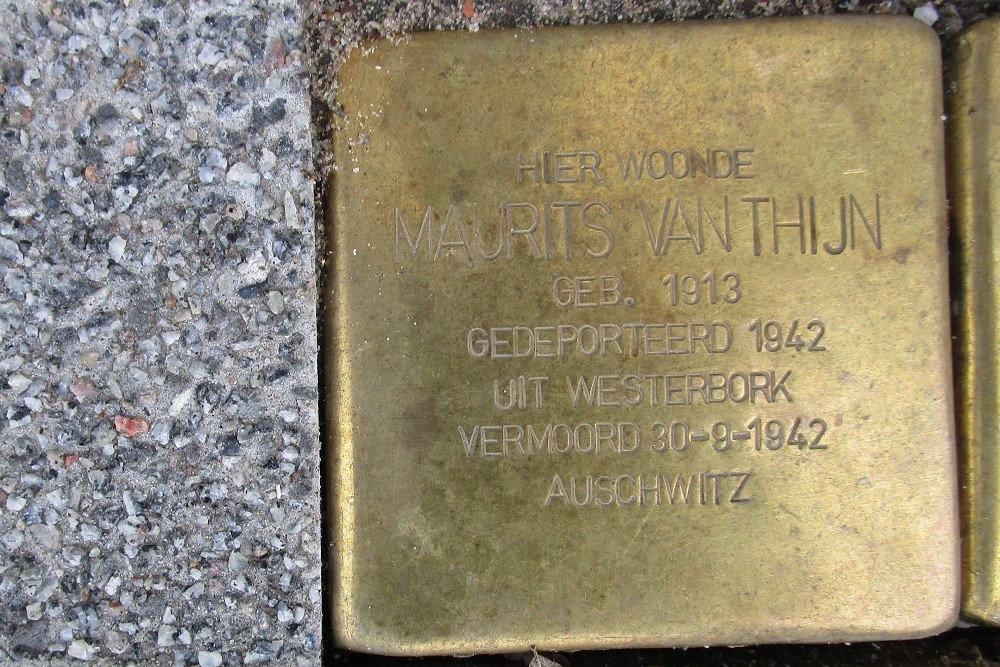 HIER WOONDE
MAURITS VAN THIJN
GEB. 1913
GEDEPORTEERD 1942
UIT WESTERBORK
VERMOORD 30-9-1942
AUSCHWITZ